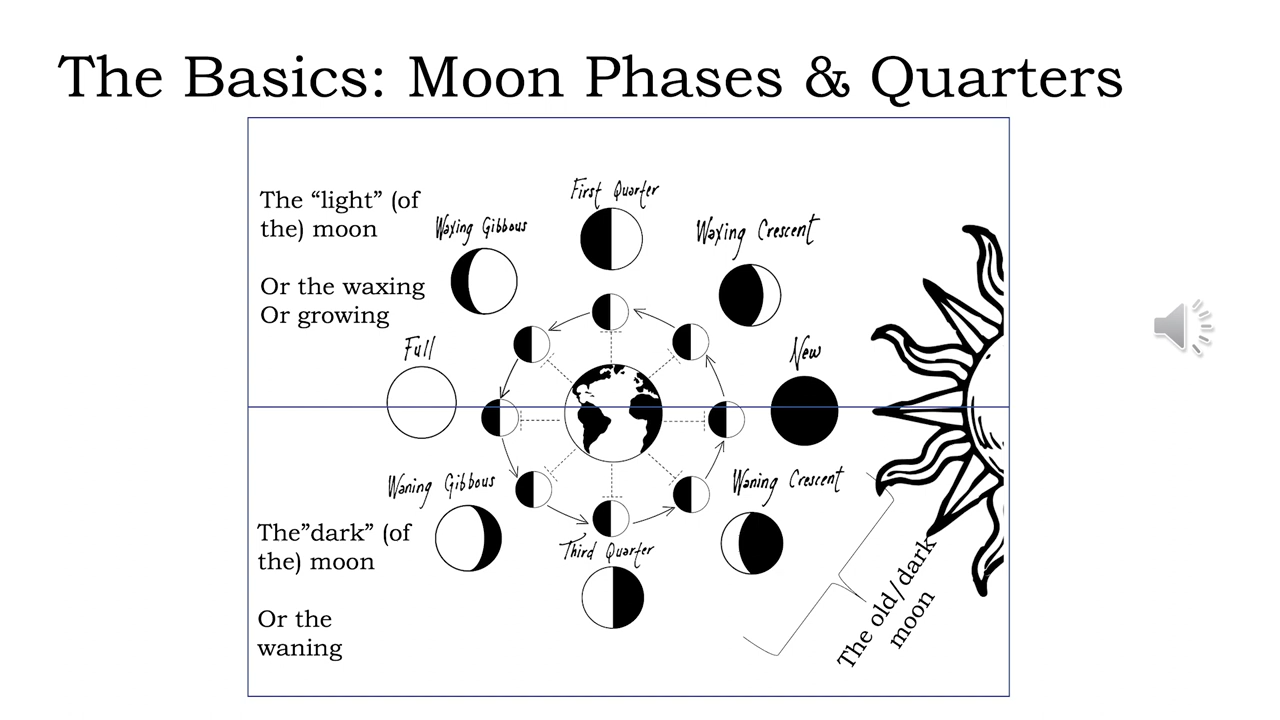 The Basics: Moon Phases & Quarters
The “light” (of
the) moon
Or the waxing
Or growing
First Quarter
Waxing Gibbous
Waxing Crescent
Full
New
Waning Gibbous
Waning Crescent
Third Quarter
The”dark” (of
the) moon
Or the
waning
The old/dark
moon